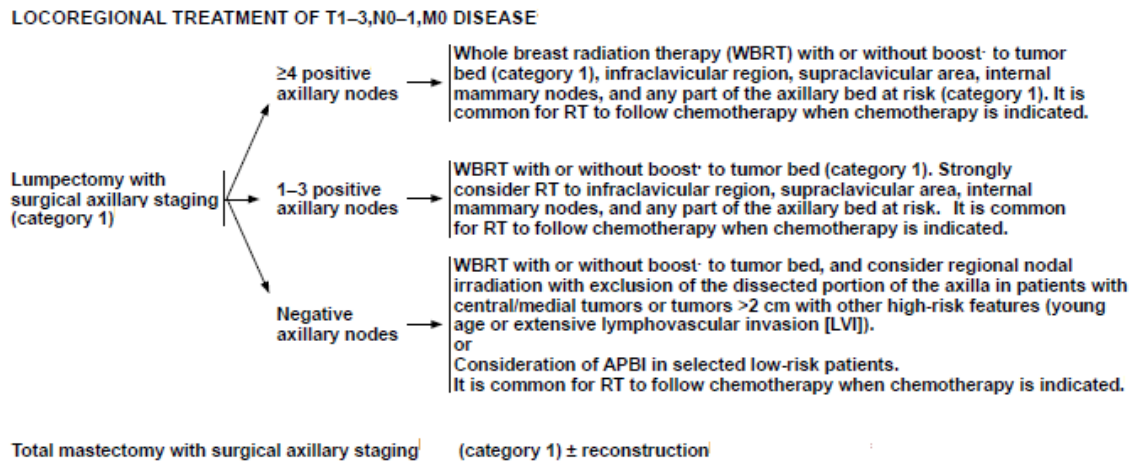 LOCOREGIONAL TREATMENT OF T1–3,N0–1,M0 DISEASE
≥4 positive
axillary nodes
Whole breast radiation therapy (WBRT) with or without boost· to tumor
bed (category 1), infraclavicular region, supraclavicular area, internal
mammary nodes, and any part of the axillary bed at risk (category 1). It is
common for RT to follow chemotherapy when chemotherapy is indicated.
Lumpectomy with
surgical axillary staging
(category 1)
1–3 positive
axillary nodes
WBRT with or without boost· to tumor bed (category 1). Strongly
consider RT to infraclavicular region, supraclavicular area, internal
mammary nodes, and any part of the axillary bed at risk. It is common
for RT to follow chemotherapy when chemotherapy is indicated.
Negative
axillary nodes
WBRT with or without boost· to tumor bed, and consider regional nodal
irradiation with exclusion of the dissected portion of the axilla in patients with
central/medial tumors or tumors >2 cm with other high-risk features (young
age or extensive lymphovascular invasion [LVI]).
or
Consideration of APBI in selected low-risk patients.
It is common for RT to follow chemotherapy when chemotherapy is indicated.
Total mastectomy with surgical axillary staging (category 1) ± reconstruction